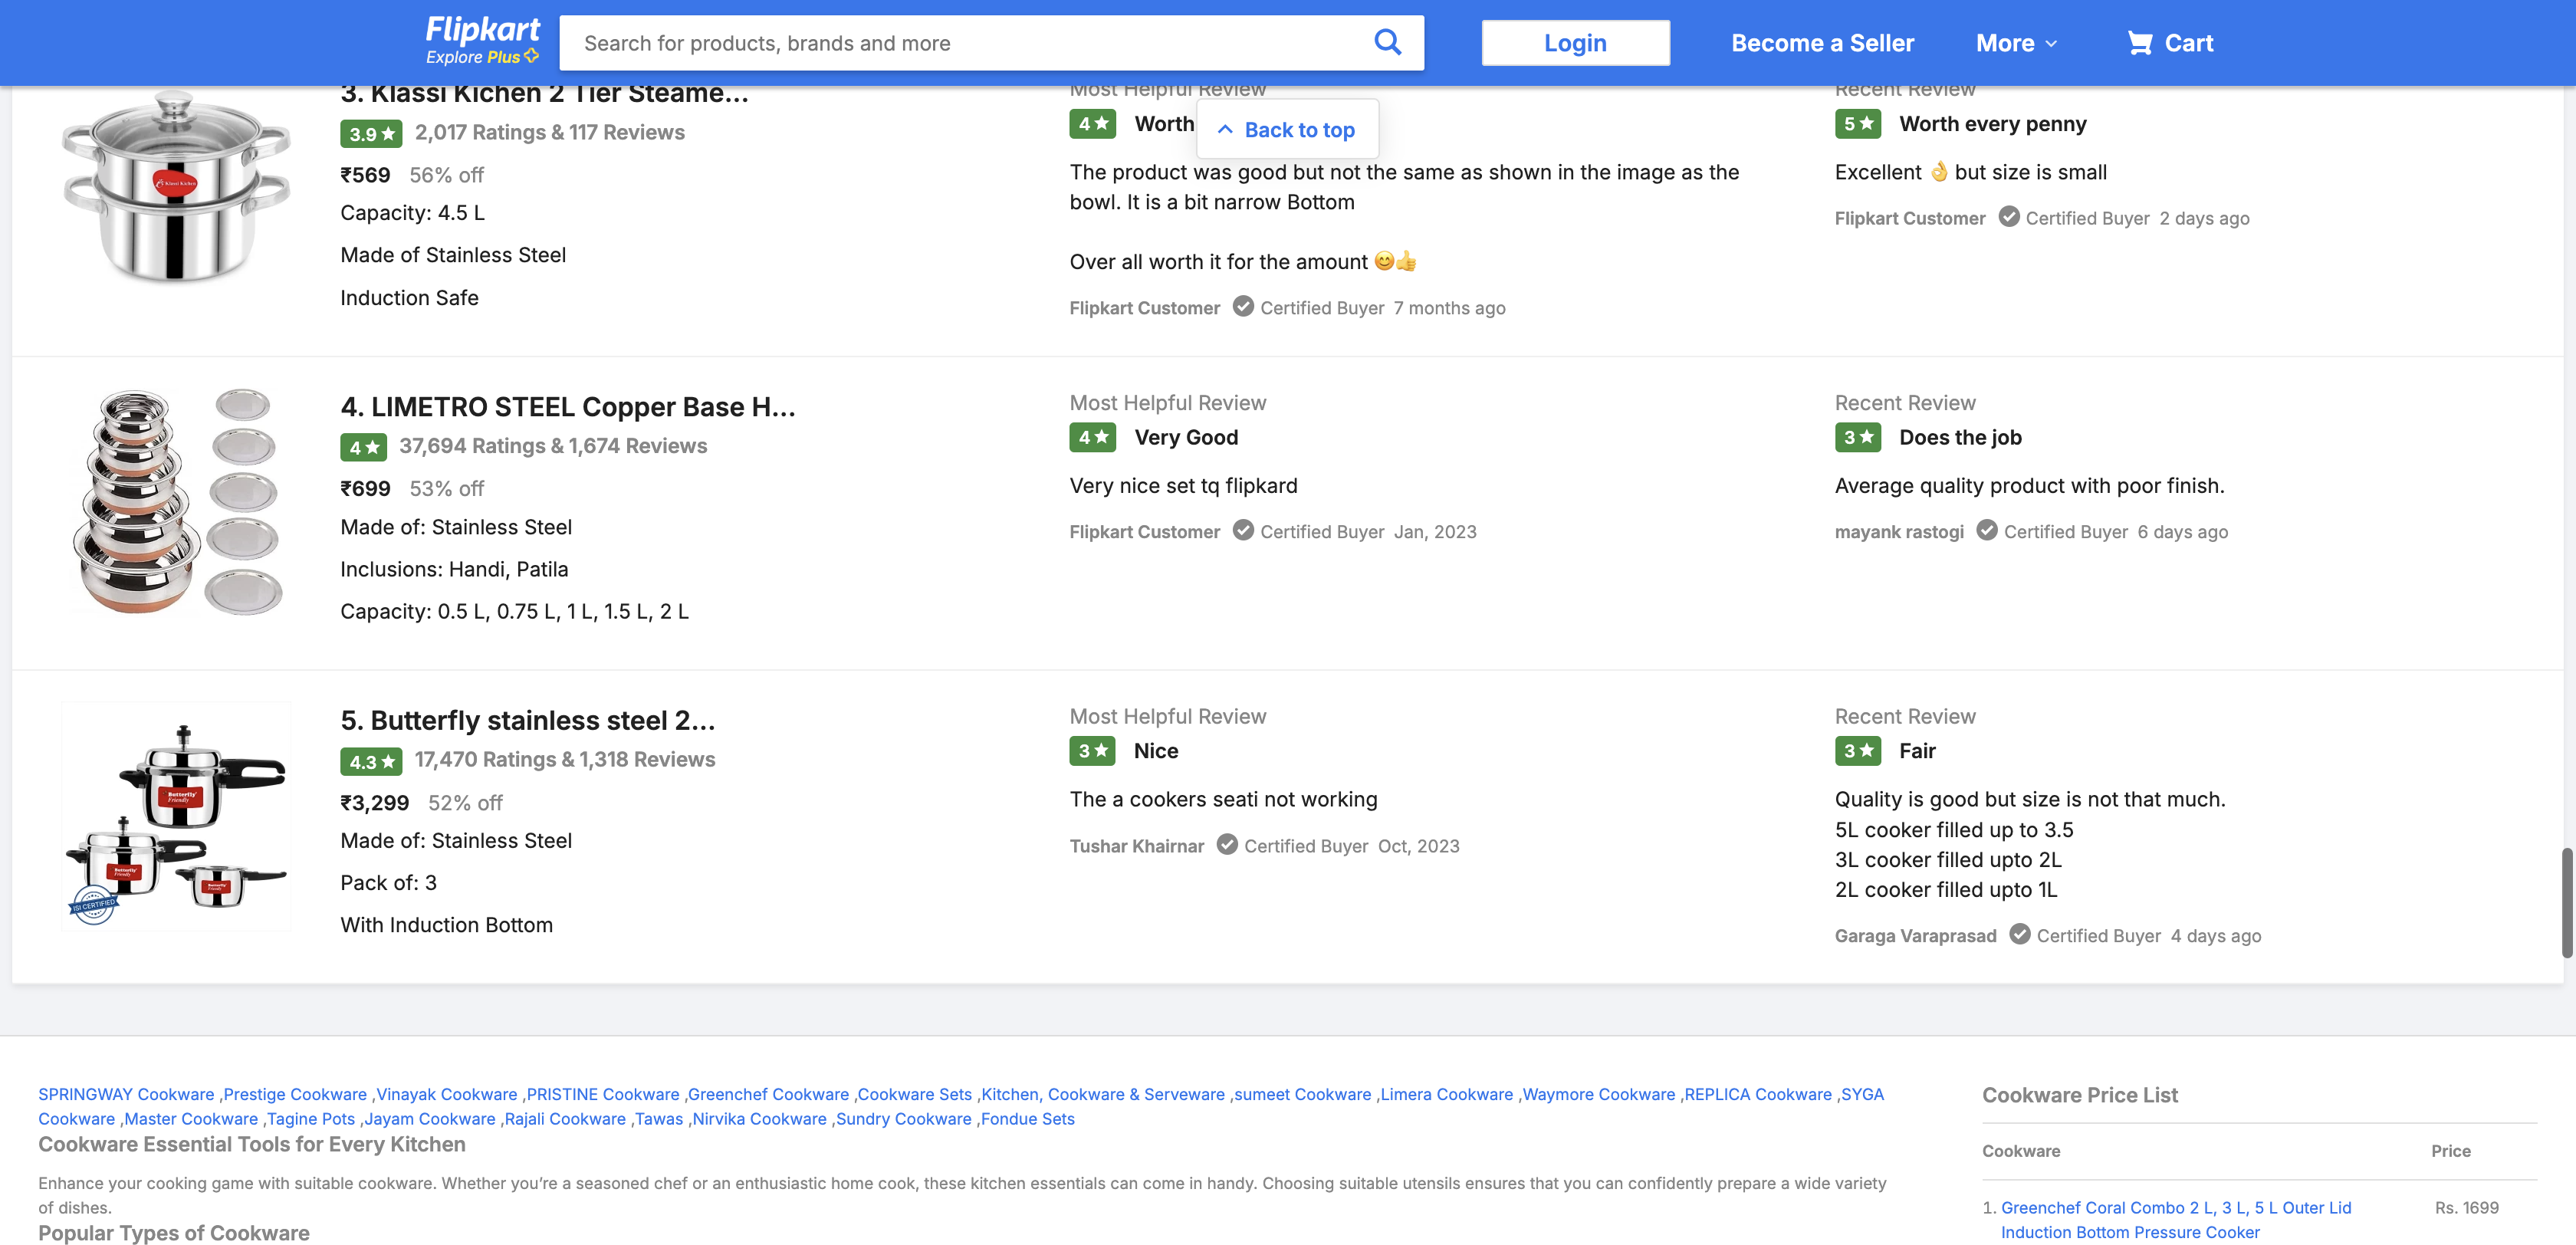 Flipkart
Explore Plus
Search for products, brands and more
Login
Become a Seller
More
Cart
Back to top
3. Klassi Kichen 2 Tier Steame...
3.9★ 2,017 Ratings & 117 Reviews
₹569 56% off
Capacity: 4.5 L
Made of Stainless Steel
Induction Safe
Most Helpful Review
4★ Worth
The product was good but not the same as shown in the image as the
bowl. It is a bit narrow Bottom
Over all worth it for the amount 😊👍
Flipkart Customer Certified Buyer 7 months ago
Recent Review
5★ Worth every penny
Excellent 👌 but size is small
Flipkart Customer Certified Buyer 2 days ago
4. LIMETRO STEEL Copper Base H...
4★ 37,694 Ratings & 1,674 Reviews
₹699 53% off
Made of: Stainless Steel
Inclusions: Handi, Patila
Capacity: 0.5 L, 0.75 L, 1 L, 1.5 L, 2 L
Most Helpful Review
4★ Very Good
Very nice set tq flipkard
Flipkart Customer Certified Buyer Jan, 2023
Recent Review
3★ Does the job
Average quality product with poor finish.
mayank rastogi Certified Buyer 6 days ago
Butterfly
Friendly
Butterfly
Friendly
Butterfly
Friendly
ISI CERTIFIED
5. Butterfly stainless steel 2...
4.3★ 17,470 Ratings & 1,318 Reviews
₹3,299 52% off
Made of: Stainless Steel
Pack of: 3
With Induction Bottom
Most Helpful Review
3★ Nice
The a cookers seati not working
Tushar Khairnar Certified Buyer Oct, 2023
Recent Review
3★ Fair
Quality is good but size is not that much.
5L cooker filled up to 3.5
3L cooker filled upto 2L
2L cooker filled upto 1L
Garaga Varaprasad Certified Buyer 4 days ago
SPRINGWAY Cookware ,Prestige Cookware ,Vinayak Cookware ,PRISTINE Cookware ,Greenchef Cookware ,Cookware Sets ,Kitchen, Cookware & Serveware ,sumeet Cookware ,Limera Cookware ,Waymore Cookware ,REPLICA Cookware ,SYGA
Cookware ,Master Cookware ,Tagine Pots ,Jayam Cookware ,Rajali Cookware ,Tawas ,Nirvika Cookware ,Sundry Cookware ,Fondue Sets
Cookware Essential Tools for Every Kitchen
Enhance your cooking game with suitable cookware. Whether you're a seasoned chef or an enthusiastic home cook, these kitchen essentials can come in handy. Choosing suitable utensils ensures that you can confidently prepare a wide variety
of dishes.
Popular Types of Cookware
Cookware Price List
Cookware Price
1. Greenchef Coral Combo 2 L, 3 L, 5 L Outer Lid Rs. 1699
Induction Bottom Pressure Cooker